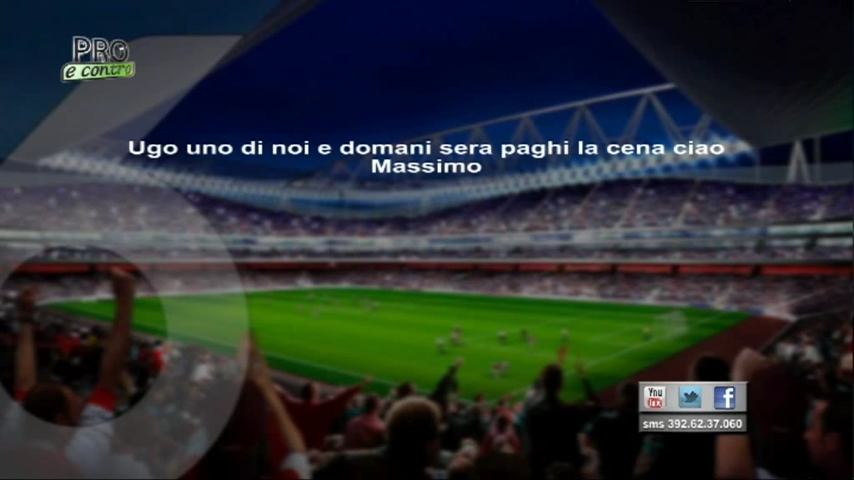 PRO
e contro
Ugo uno di noi e domani sera paghi la cena ciao
Massimo
You
sms 392.62.37.060